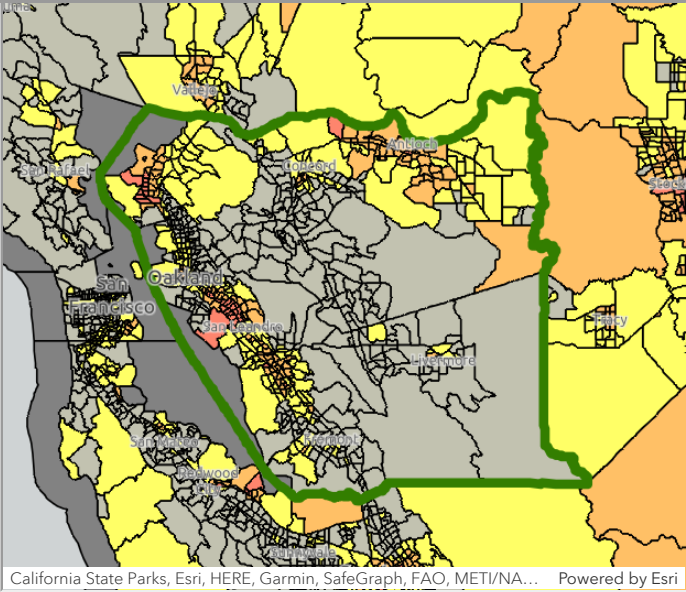 Vallejo
San Rafael
Concord
Antioch
Oakland
San
Francisco
San Leandro
Tracy
Livermore
San Mateo
Fremont
Redwood
City
Sunnyvale
California State Parks, Esri, HERE, Garmin, SafeGraph, FAO, METI/NA... Powered by Esri